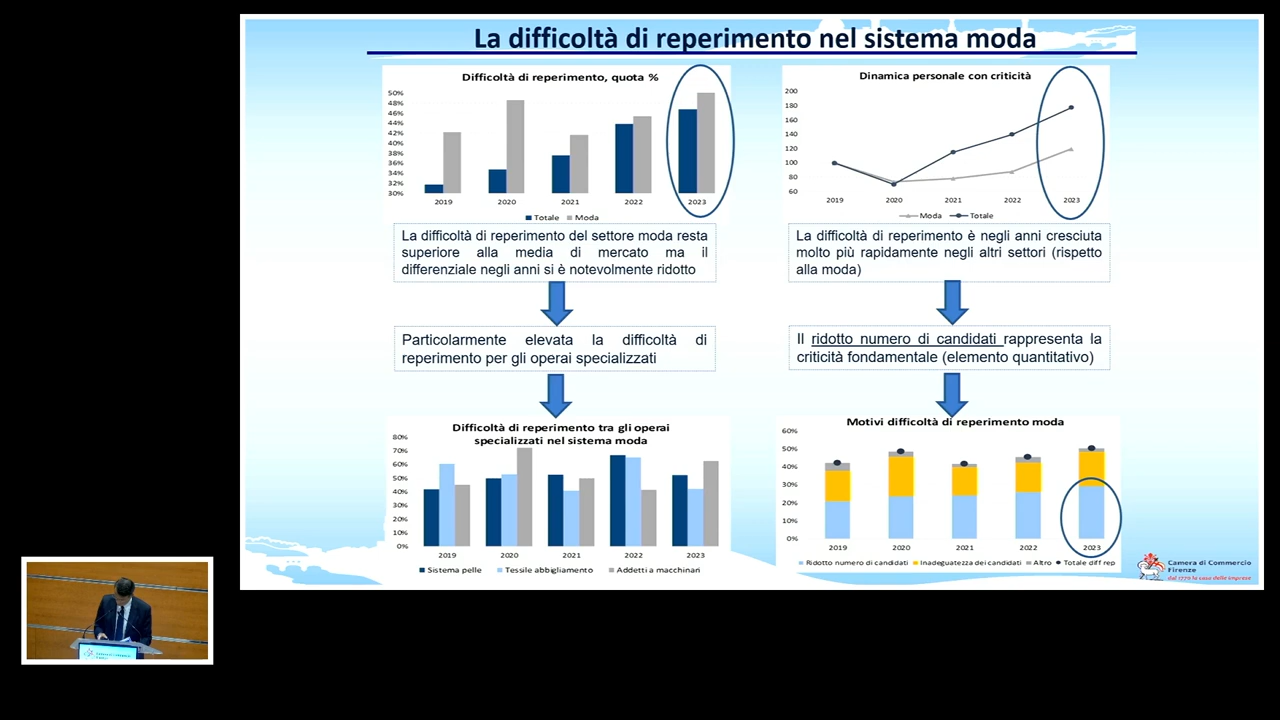 La difficoltà di reperimento nel sistema moda
Difficoltà di reperimento, quota %
50%
48%
46%
44%
42%
40%
38%
36%
34%
32%
30%
2019 2020 2021 2022 2023
Totale Moda
La difficoltà di reperimento del settore moda resta
superiore alla media di mercato ma il
differenziale negli anni si è notevolmente ridotto
Particolarmente elevata la difficoltà di
reperimento per gli operai specializzati
Difficoltà di reperimento tra gli operai
specializzati nel sistema moda
80%
70%
60%
50%
40%
30%
20%
10%
0%
2019 2020 2021 2022 2023
Sistema pelle Tessile abbigliamento Addetti a macchinari
Dinamica personale con criticità
200
180
160
140
120
100
80
60
2019 2020 2021 2022 2023
Moda Totale
La difficoltà di reperimento è negli anni cresciuta
molto più rapidamente negli altri settori (rispetto
alla moda)
Il ridotto numero di candidati rappresenta la
criticità fondamentale (elemento quantitativo)
Motivi difficoltà di reperimento moda
60%
50%
40%
30%
20%
10%
0%
2019 2020 2021 2022 2023
Ridotto numero di candidati Inadeguatezza dei candidati Altro Totale diff rep
Camera di Commercio
Firenze
dal 1770 la casa delle imprese